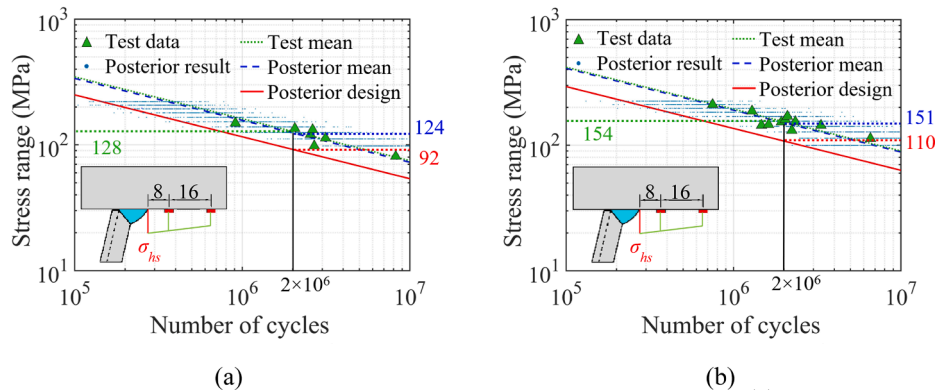 10³
Test data
Test mean
Posterior result
Posterior mean
Posterior design
Stress range (MPa)
10²
128
124
92
8
16
σhs
10¹
10⁵
10⁶
2×10⁶
10⁷
Number of cycles
(a)
10³
Test data
Test mean
Posterior result
Posterior mean
Posterior design
Stress range (MPa)
10²
154
151
110
8
16
σhs
10¹
10⁵
10⁶
2×10⁶
10⁷
Number of cycles
(b)